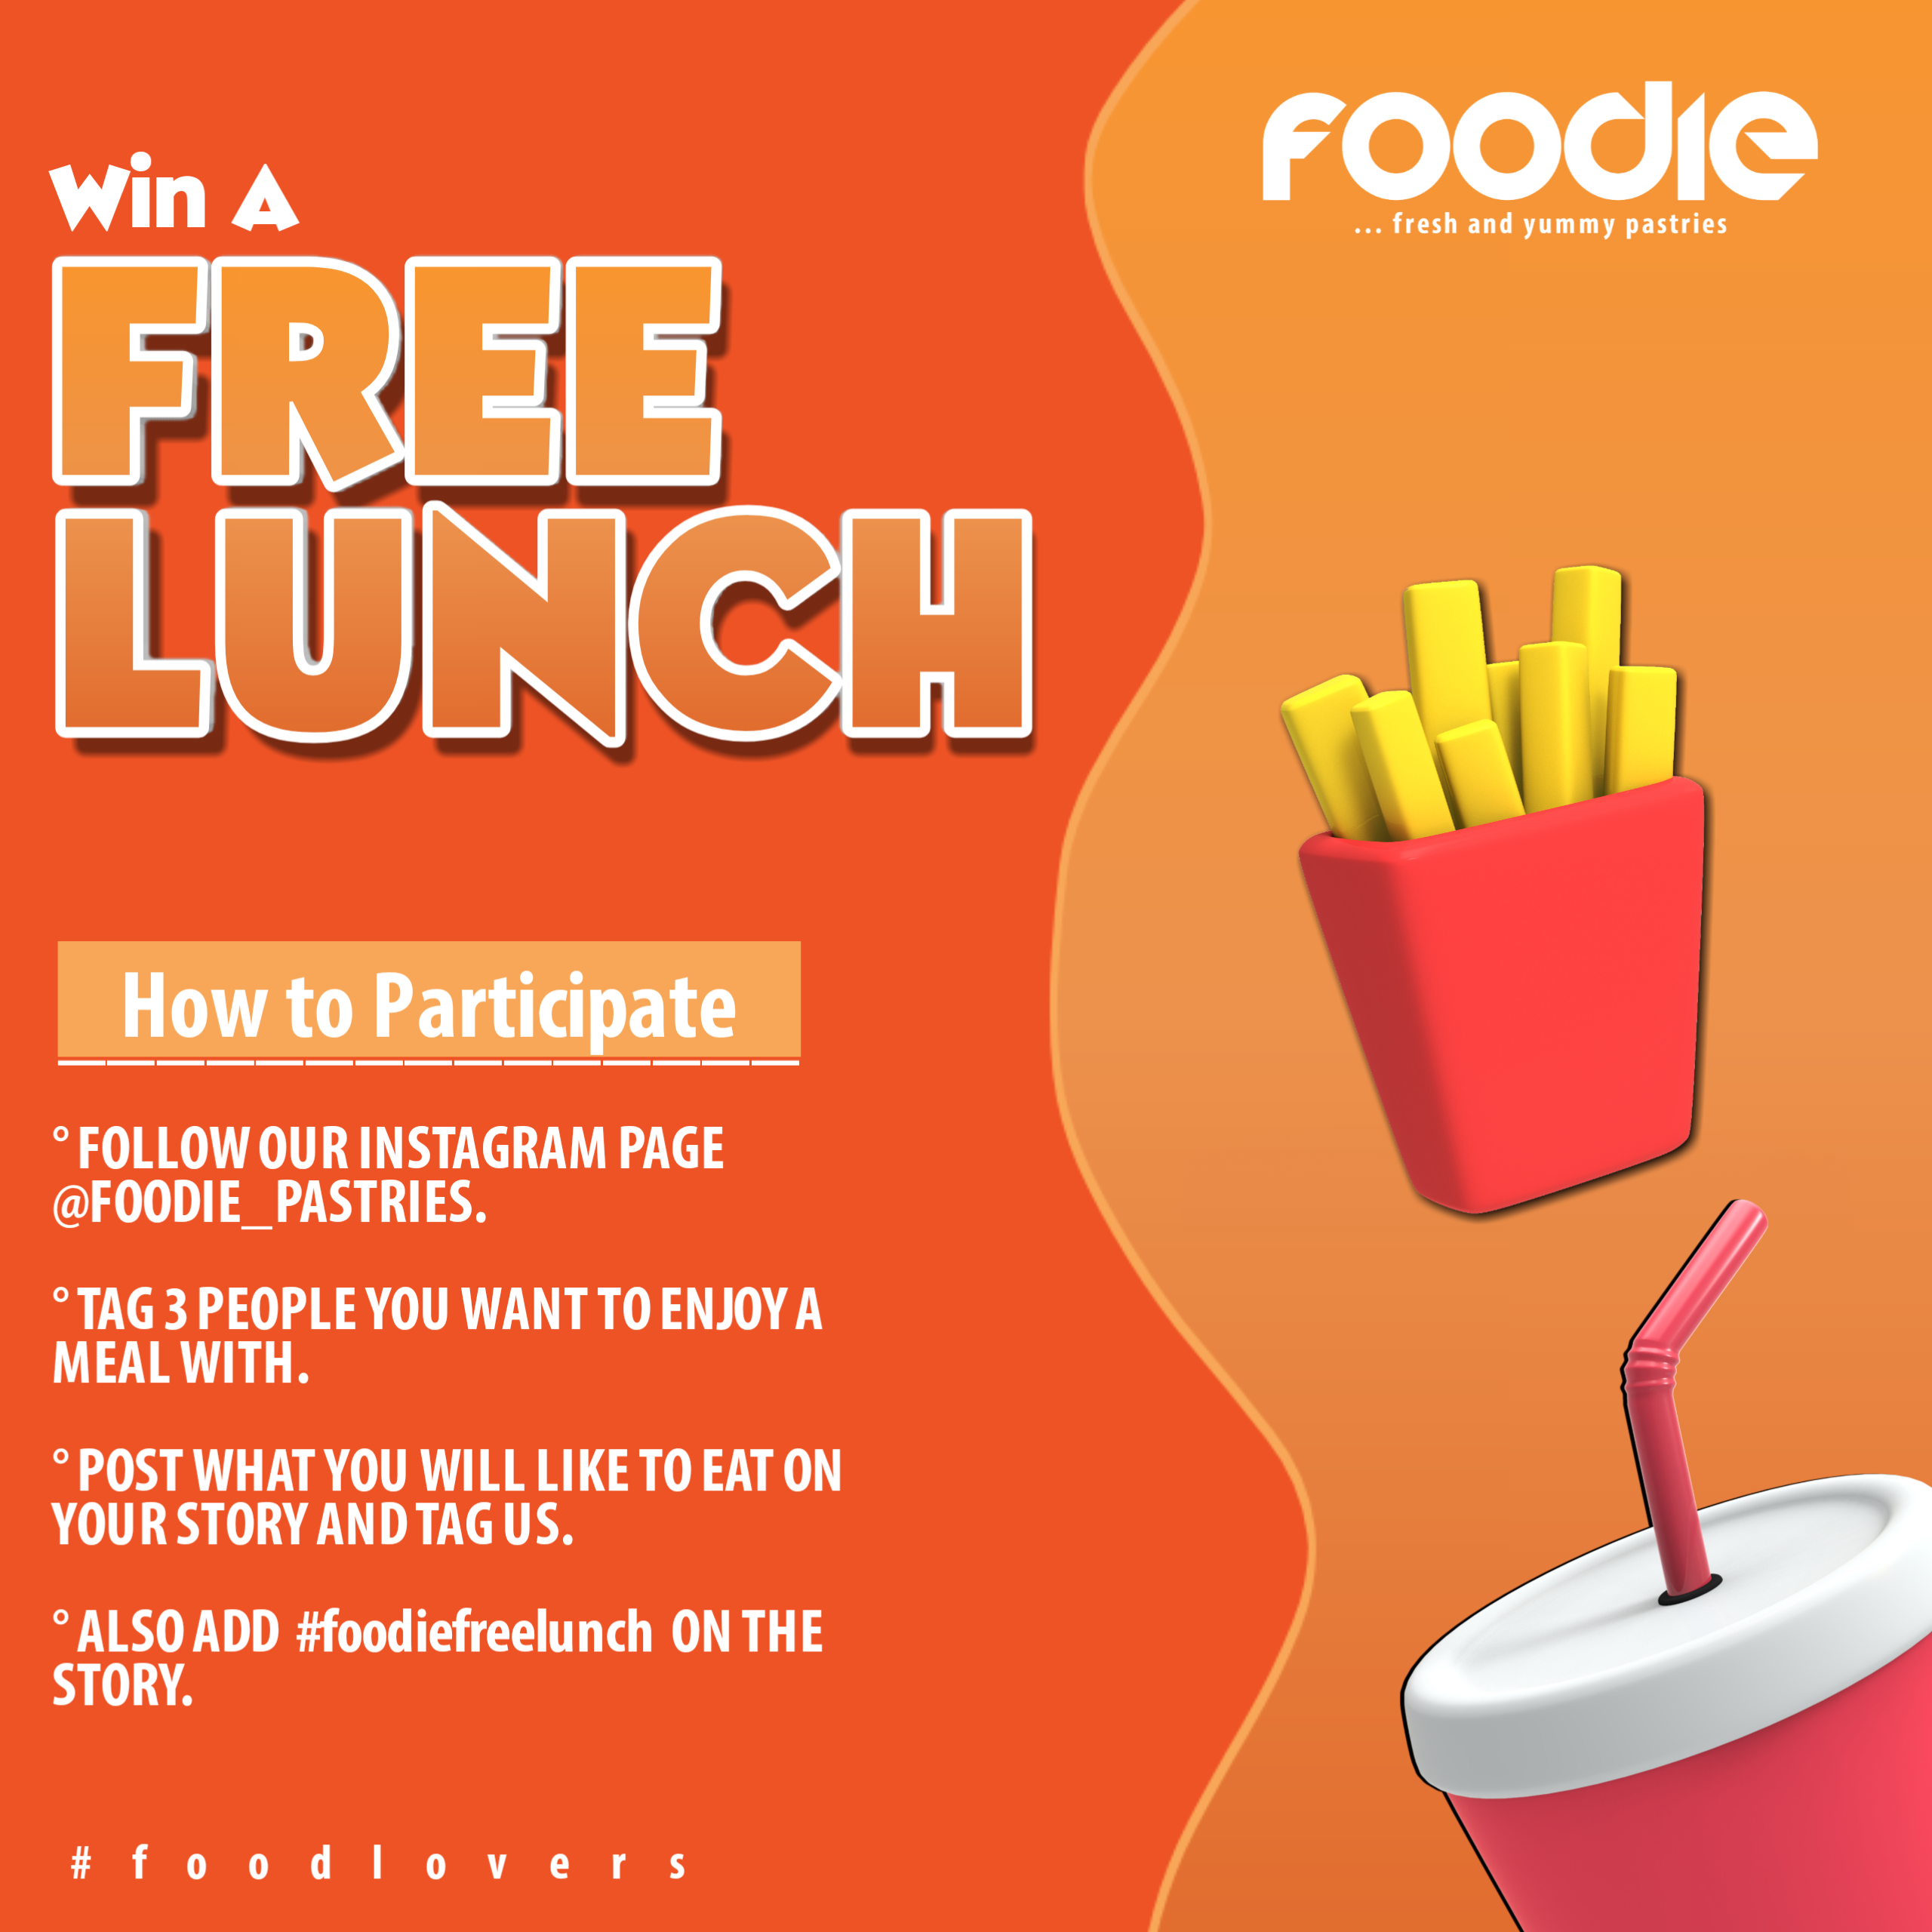 Win A
FREE
LUNCH
foodie
... fresh and yummy pastries
How to Participate
° FOLLOW OUR INSTAGRAM PAGE
@FOODIE_PASTRIES.
° TAG 3 PEOPLE YOU WANT TO ENJOY A
MEAL WITH.
° POST WHAT YOU WILL LIKE TO EAT ON
YOUR STORY AND TAG US.
° ALSO ADD #foodiefreelunch ON THE
STORY.
#foodlovers